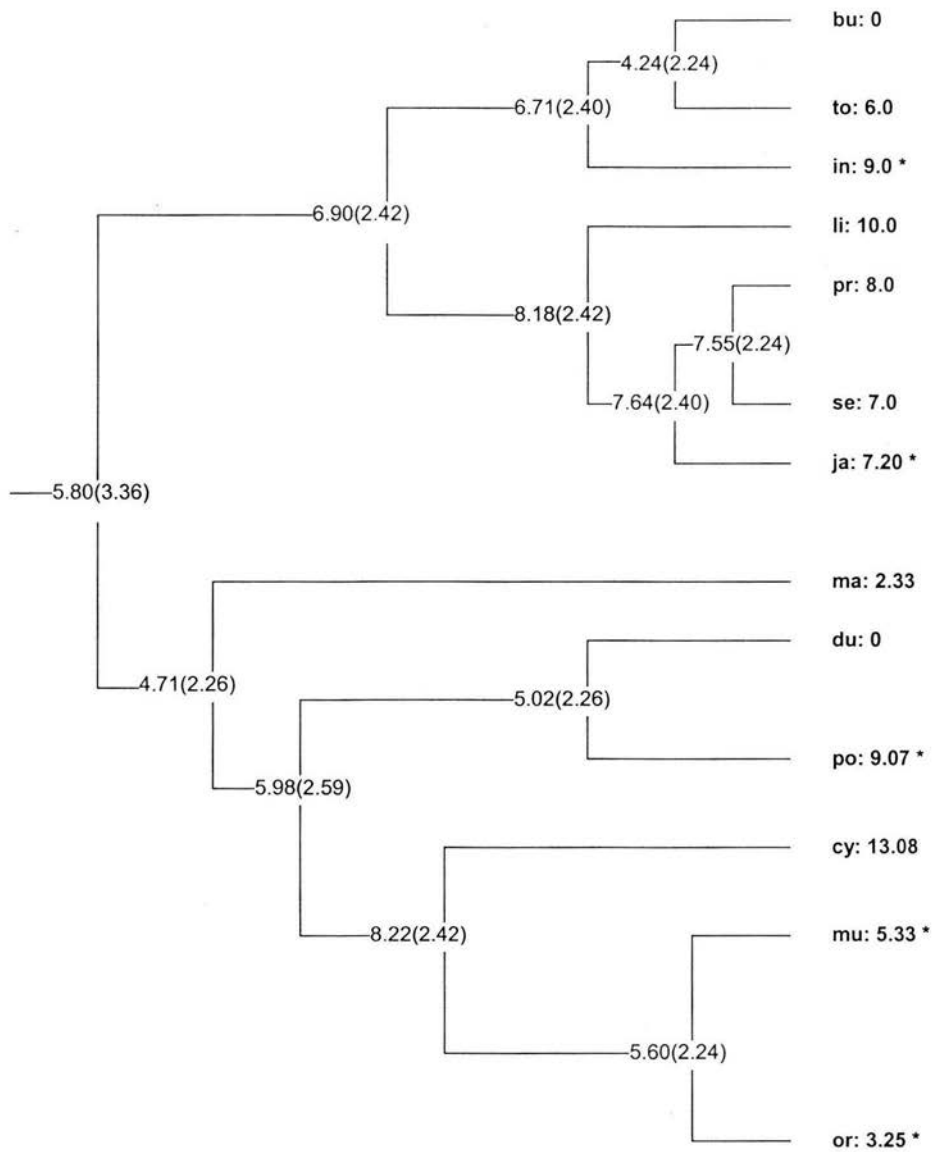 bu: 0
4.24(2.24)
6.71(2.40)
to: 6.0
in: 9.0 *
6.90(2.42)
li: 10.0
pr: 8.0
8.18(2.42)
7.55(2.24)
7.64(2.40)
se: 7.0
ja: 7.20 *
5.80(3.36)
ma: 2.33
du: 0
4.71(2.26)
5.02(2.26)
po: 9.07 *
5.98(2.59)
cy: 13.08
8.22(2.42)
mu: 5.33 *
5.60(2.24)
or: 3.25 *